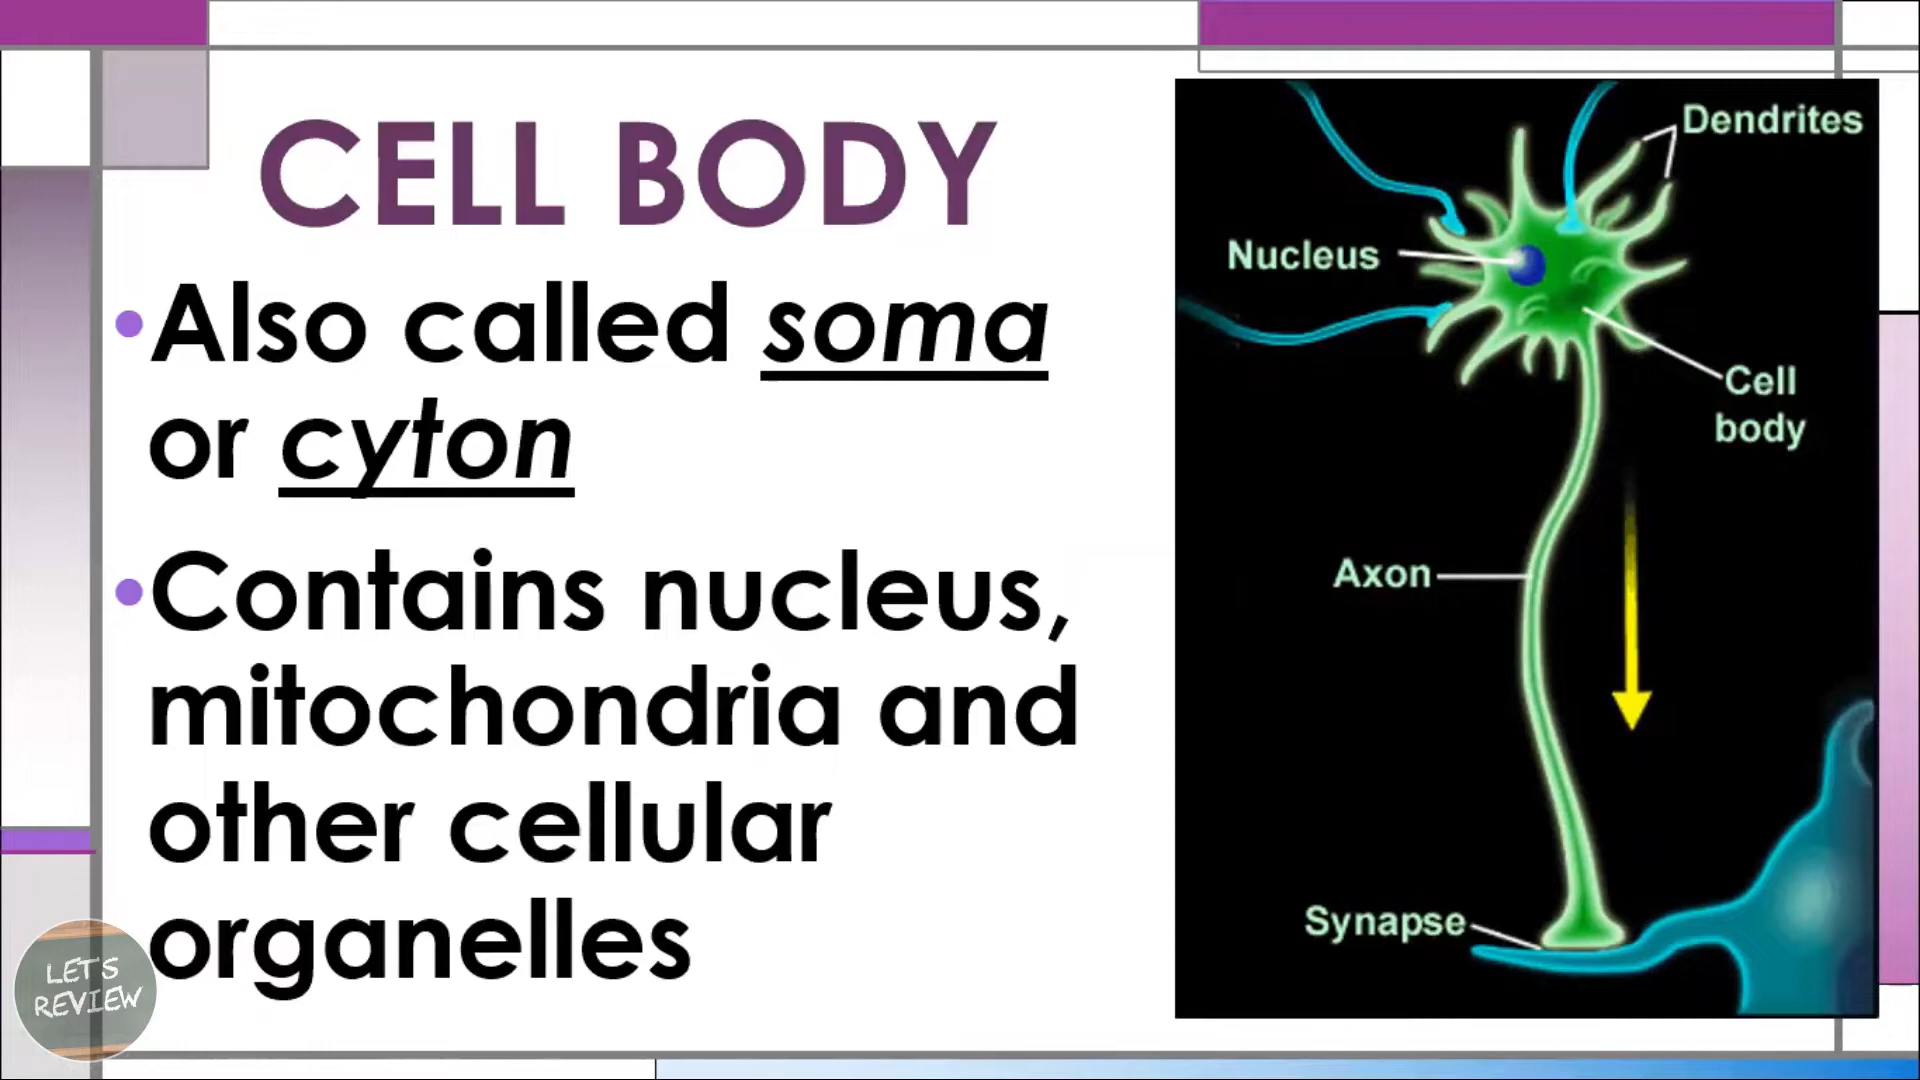 CELL BODY
•Also called soma
or cyton
•Contains nucleus,
mitochondria and
other cellular
organelles
Dendrites
Nucleus
Cell
body
Axon
Synapse
LET'S
REVIEW